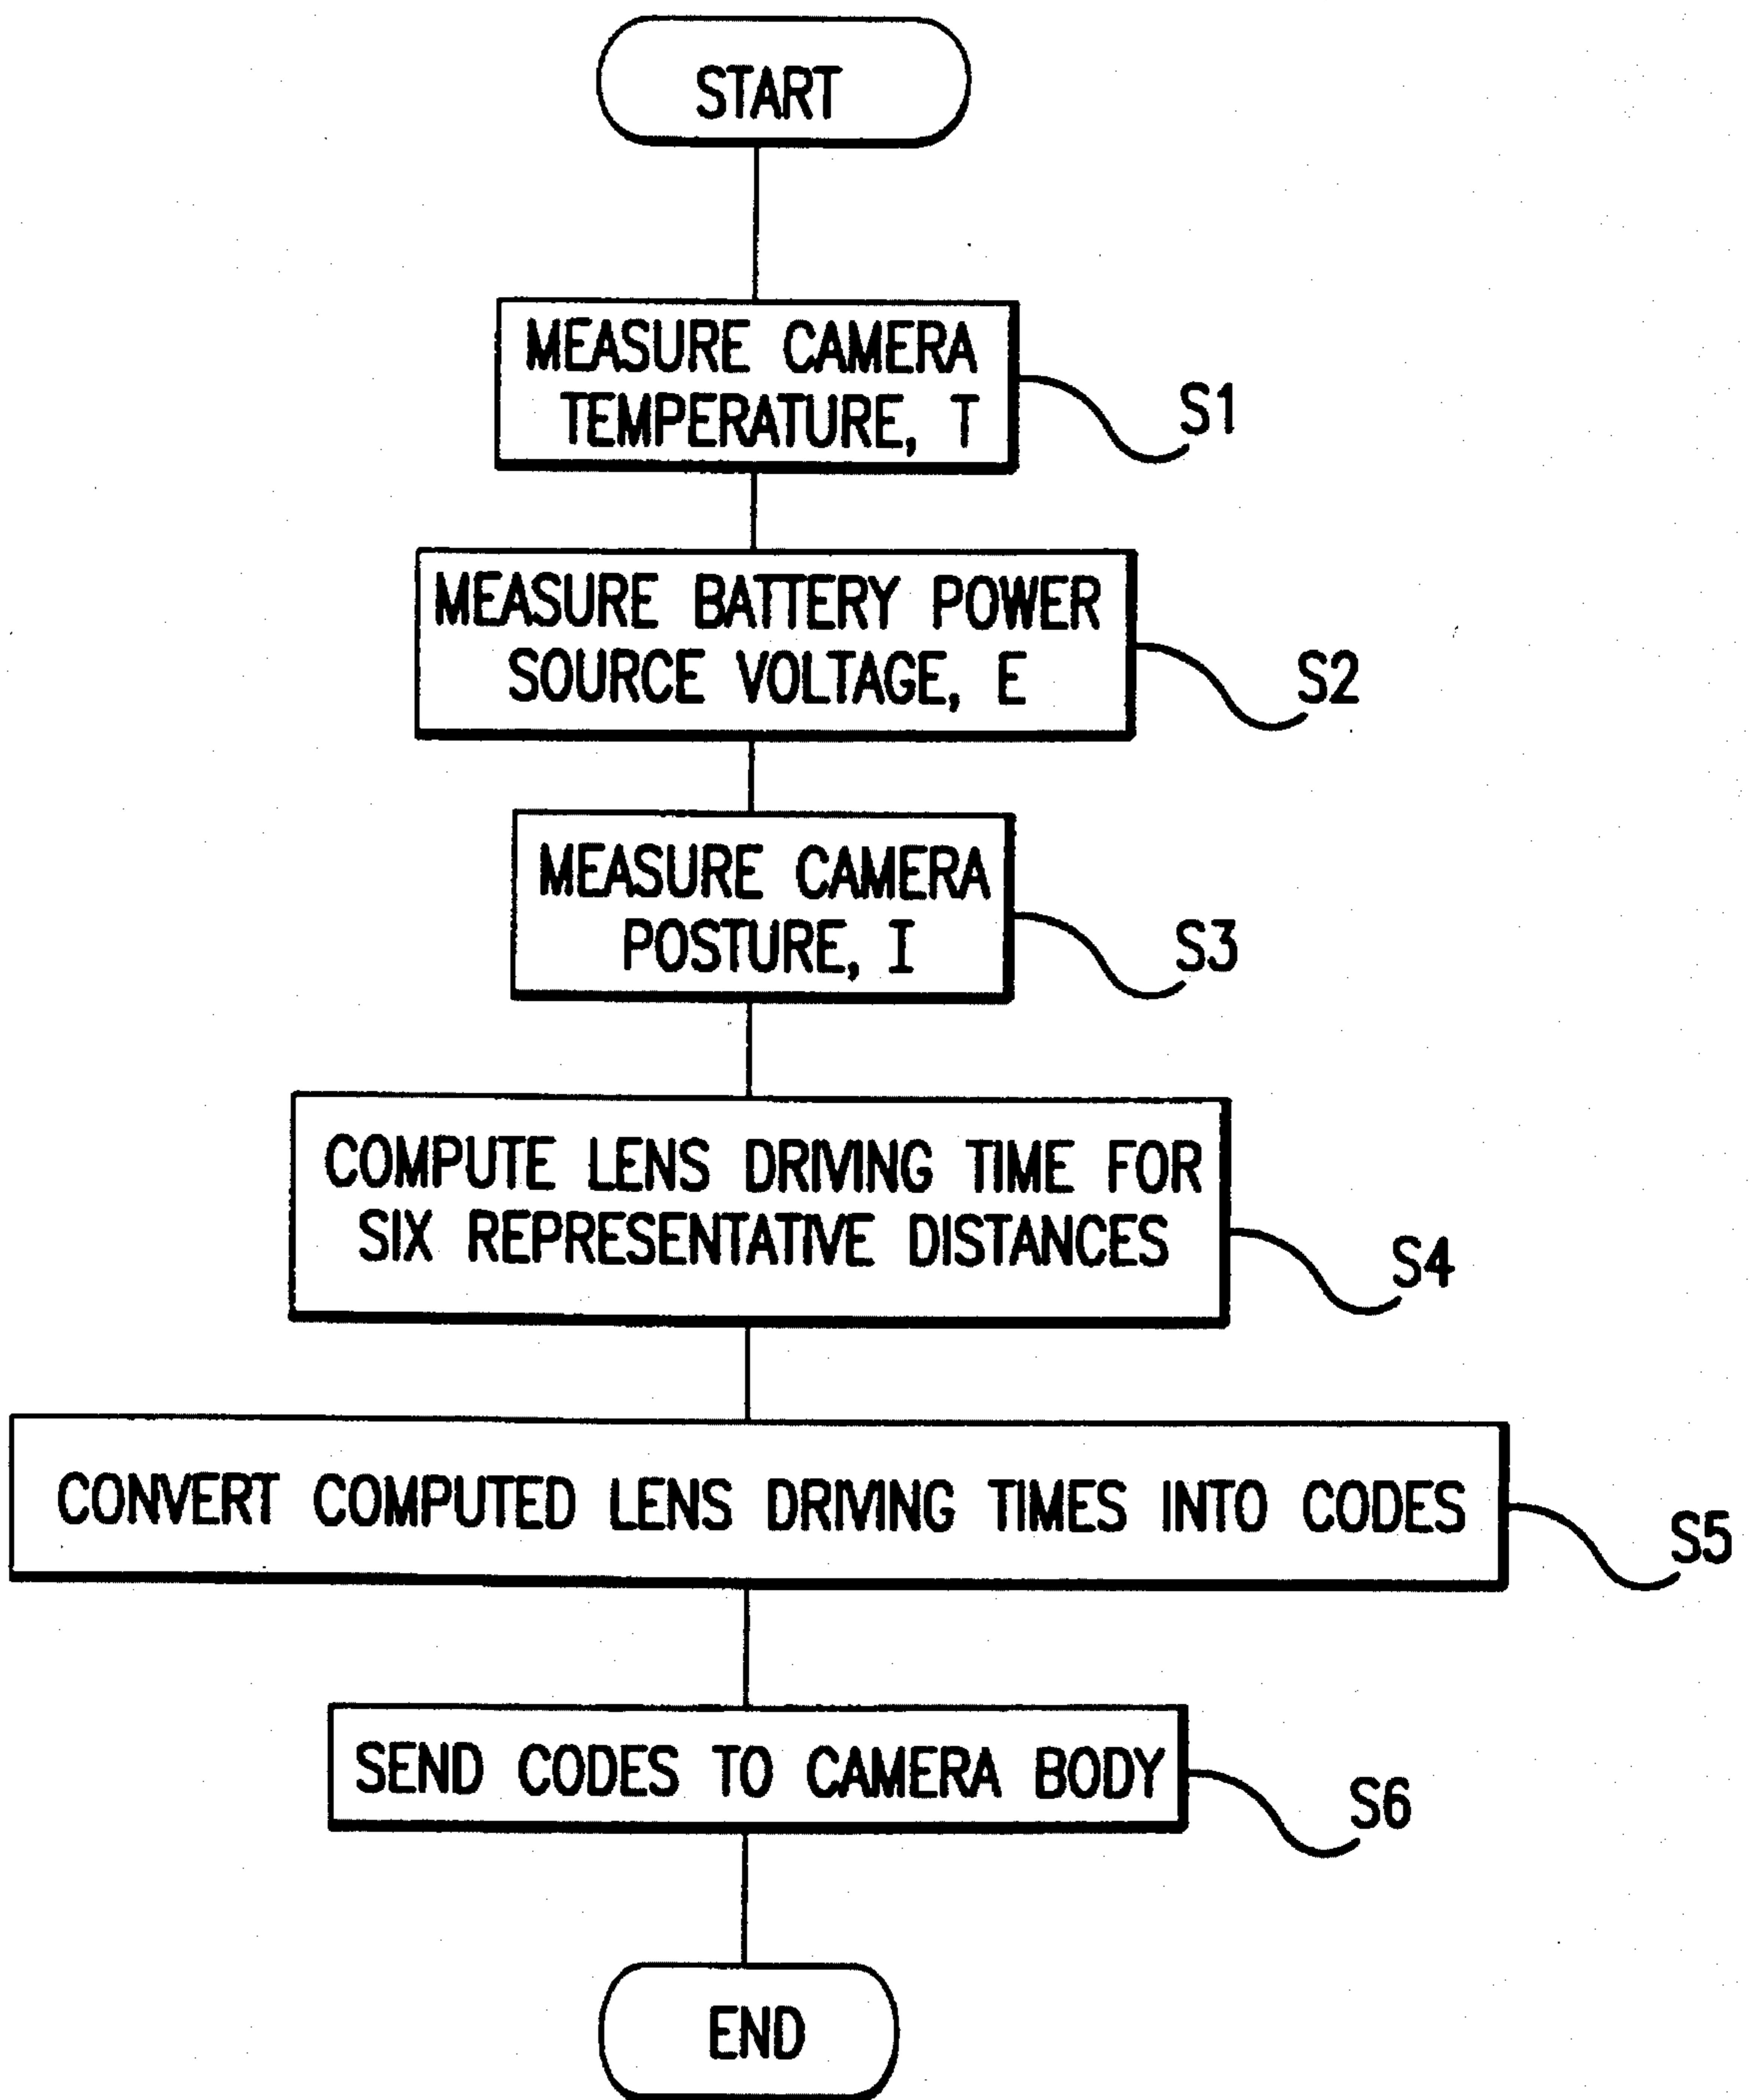 START
MEASURE CAMERA
TEMPERATURE, T
S1
MEASURE BATTERY POWER
SOURCE VOLTAGE, E
S2
MEASURE CAMERA
POSTURE, I
S3
COMPUTE LENS DRIVING TIME FOR
SIX REPRESENTATIVE DISTANCES
S4
CONVERT COMPUTED LENS DRIVING TIMES INTO CODES
S5
SEND CODES TO CAMERA BODY
S6
END